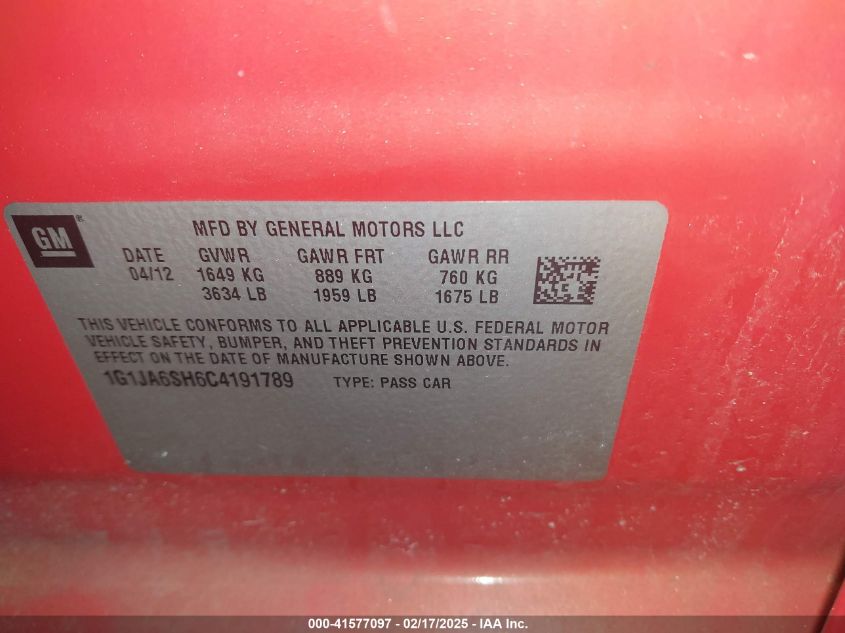 GM
MFD BY GENERAL MOTORS LLC
DATE GVWR GAWR FRT GAWR RR
04/12 1649 KG 889 KG 760 KG
3634 LB 1959 LB 1675 LB
THIS VEHICLE CONFORMS TO ALL APPLICABLE U.S. FEDERAL MOTOR
VEHICLE SAFETY, BUMPER, AND THEFT PREVENTION STANDARDS IN
EFFECT ON THE DATE OF MANUFACTURE SHOWN ABOVE.
1G1JA6SH6C4191789 TYPE: PASS CAR
000-41577097 - 02/17/2025 - IAA Inc.